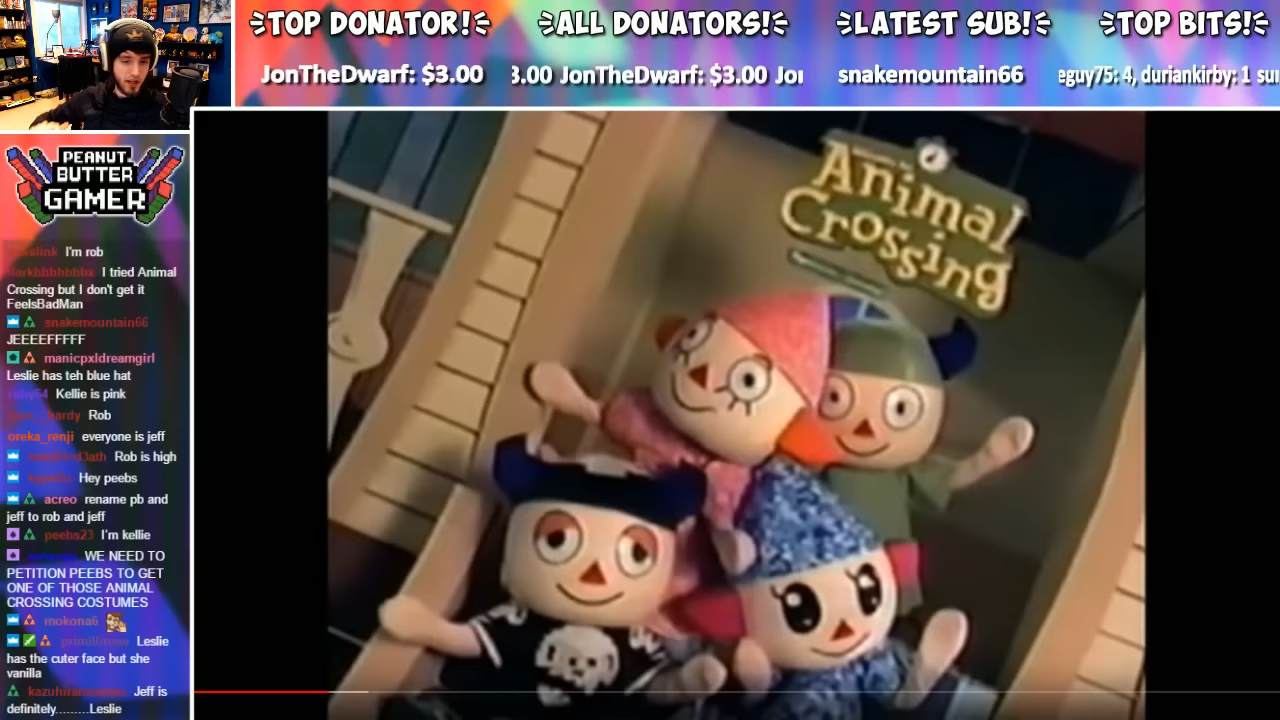 TOP DONATOR!
ALL DONATORS!
LATEST SUB!
TOP BITS!
JonTheDwarf: $3.00
3.00 JonTheDwarf: $3.00 Jon
snakemountain66
eguy75: 4, duriankirby: 1 sur
PEANUT
BUTTER
GAMER
Animal
Crossing
I'm rob
I tried Animal
Crossing but I don't get it
FeelsBadMan
snakemountain66
JEEEEFFFFF
manicpxldreamgirl
Leslie has teh blue hat
Kellie is pink
Rob
oreka_renji everyone is jeff
Rob is high
Hey peebs
acreo rename pb and
jeff to rob and jeff
peebs23 I'm kellie
WE NEED TO
PETITION PEEBS TO GET
ONE OF THOSE ANIMAL
CROSSING COSTUMES
mokona6
Leslie
has the cuter face but she
vanilla
Jeff is
definitely.........Leslie